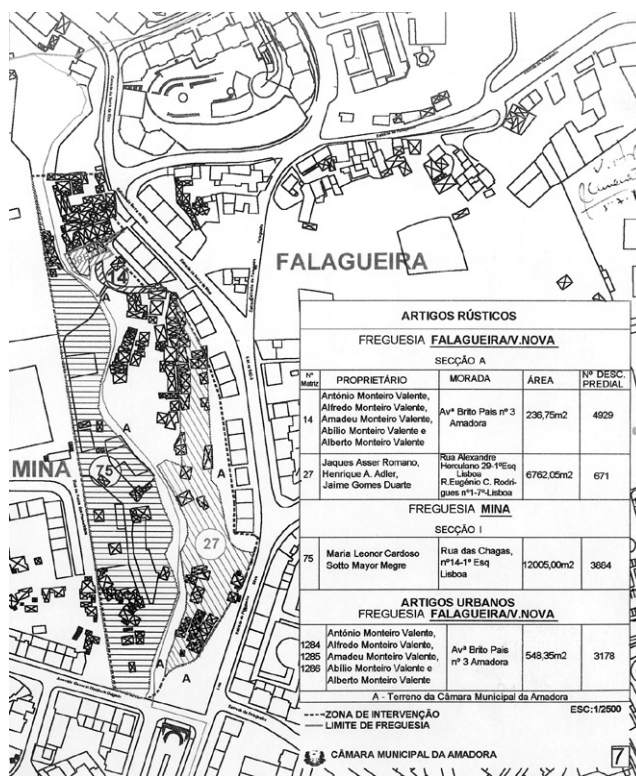 FALAGUEIRA
14
A
A
MINA
75
A
A
27
A
A
ARTIGOS RÚSTICOS
FREGUESIA FALAGUEIRA/V.NOVA
SECÇÃO A
Nº Matriz PROPRIETÁRIO MORADA ÁREA Nº DESC. PREDIAL
14 António Monteiro Valente, Alfredo Monteiro Valente, Amadeu Monteiro Valente, Abílio Monteiro Valente e Alberto Monteiro Valente Avª Brito Pais nº 3 Amadora 236,75m2 4929
27 Jaques Asser Romano, Henrique A. Adler, Jaime Gomes Duarte Rua Alexandre Herculano 29-1ºEsq Lisboa R.Eugénio C. Rodrigues nº1-7º-Lisboa 6762,05m2 671
FREGUESIA MINA
SECÇÃO I
75 Maria Leonor Cardoso Sotto Mayor Megre Rua das Chagas, nº14-1º Esq Lisboa 12005,00m2 3884
ARTIGOS URBANOS
FREGUESIA FALAGUEIRA/V.NOVA
1284 1285 1286 António Monteiro Valente, Alfredo Monteiro Valente, Amadeu Monteiro Valente, Abílio Monteiro Valente e Alberto Monteiro Valente Avª Brito Pais nº 3 Amadora 548,35m2 3178
A - Terreno da Câmara Municipal da Amadora
ZONA DE INTERVENÇÃO
LIMITE DE FREGUESIA
ESC:1/2500
CÂMARA MUNICIPAL DA AMADORA
7